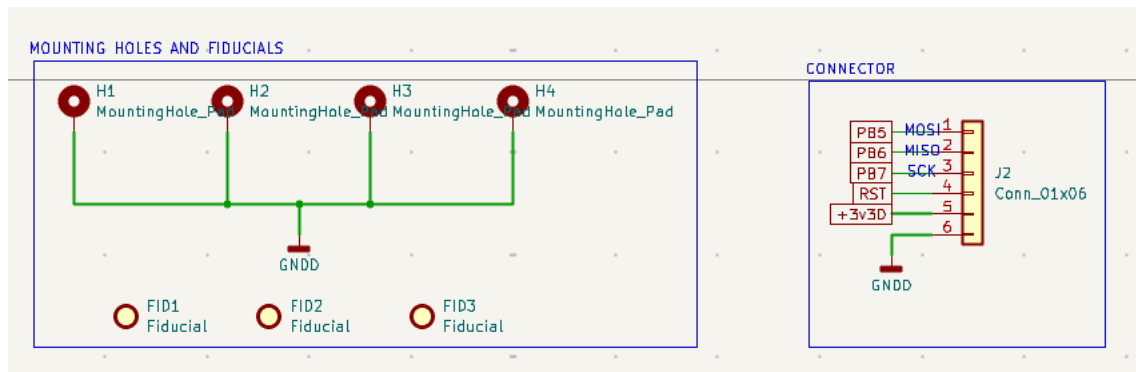 MOUNTING HOLES AND FIDUCIALS
H1
MountingHole_Pad
H2
MountingHole_Pad
H3
MountingHole_Pad
H4
MountingHole_Pad
GNDD
FID1
Fiducial
FID2
Fiducial
FID3
Fiducial
CONNECTOR
PB5 MOSI 1
PB6 MISO 2
PB7 SCK 3
RST 4
+3v3D 5
6
J2
Conn_01x06
GNDD